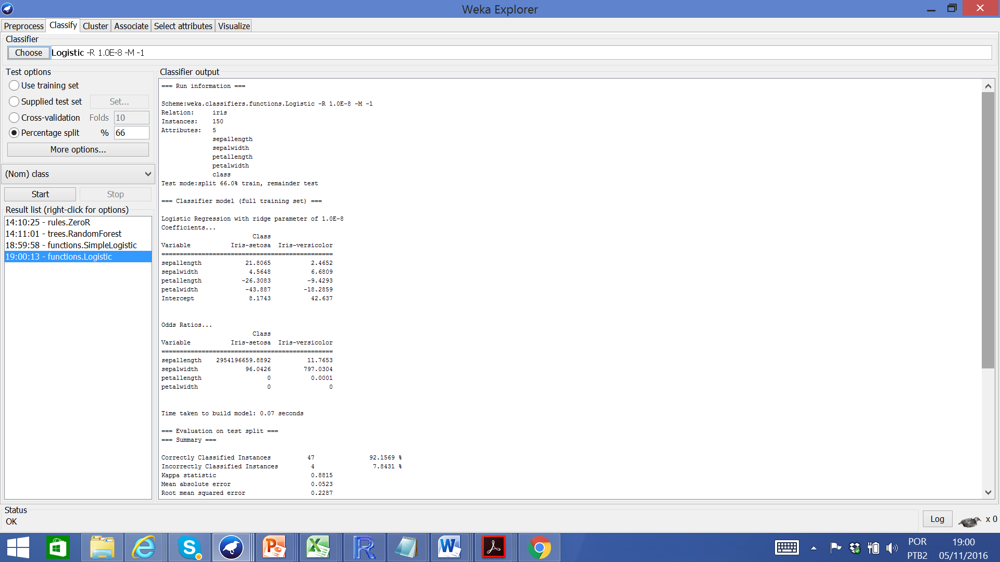 Weka Explorer
Preprocess Classify Cluster Associate Select attributes Visualize
Classifier
Choose Logistic -R 1.0E-8 -M -1
Test options
Use training set
Supplied test set Set...
Cross-validation Folds 10
Percentage split % 66
More options...
(Nom) class
Start Stop
Result list (right-click for options)
14:10:25 - rules.ZeroR
14:11:01 - trees.RandomForest
18:59:58 - functions.SimpleLogistic
19:00:13 - functions.Logistic
Classifier output
=== Run information ===
Scheme:weka.classifiers.functions.Logistic -R 1.0E-8 -M -1
Relation: iris
Instances: 150
Attributes: 5
sepallength
sepalwidth
petallength
petalwidth
class
Test mode:split 66.0% train, remainder test
=== Classifier model (full training set) ===
Logistic Regression with ridge parameter of 1.0E-8
Coefficients...
Class
Variable Iris-setosa Iris-versicolor
===============================================
sepallength 21.8065 2.4652
sepalwidth 4.5648 6.6809
petallength -26.3083 -9.4293
petalwidth -43.887 -18.2859
Intercept 8.1743 42.637
Odds Ratios...
Class
Variable Iris-setosa Iris-versicolor
===============================================
sepallength 2954196659.8892 11.7653
sepalwidth 96.0426 797.0304
petallength 0 0.0001
petalwidth 0 0
Time taken to build model: 0.07 seconds
=== Evaluation on test split ===
=== Summary ===
Correctly Classified Instances 47 92.1569 %
Incorrectly Classified Instances 4 7.8431 %
Kappa statistic 0.8815
Mean absolute error 0.0523
Root mean squared error 0.2287
Status
OK
Log x 0
POR 19:00
PTB2 05/11/2016